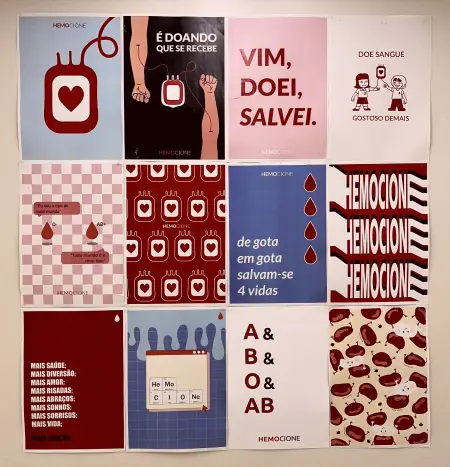 HEMOCIONE
É DOANDO
QUE SE RECEBE
VIM,
DOEI,
SALVEI.
DOE SANGUE
GOSTOSO DEMAIS
O-
AB+
HEMOCIONE
HEMOCIONE
HEMOCIONE
de gota
em gota
salvam-se
4 vidas
HEMOCIONE
HEMOCIONE
HEMOCIONE
MAIS SAÚDE;
MAIS DIVERSÃO;
MAIS AMOR;
MAIS RISADAS;
MAIS ABRAÇOS;
MAIS SONHOS;
MAIS SORRISOS;
MAIS VIDA;
He Mo
C I O Ne
A &
B &
O &
AB
HEMOCIONE